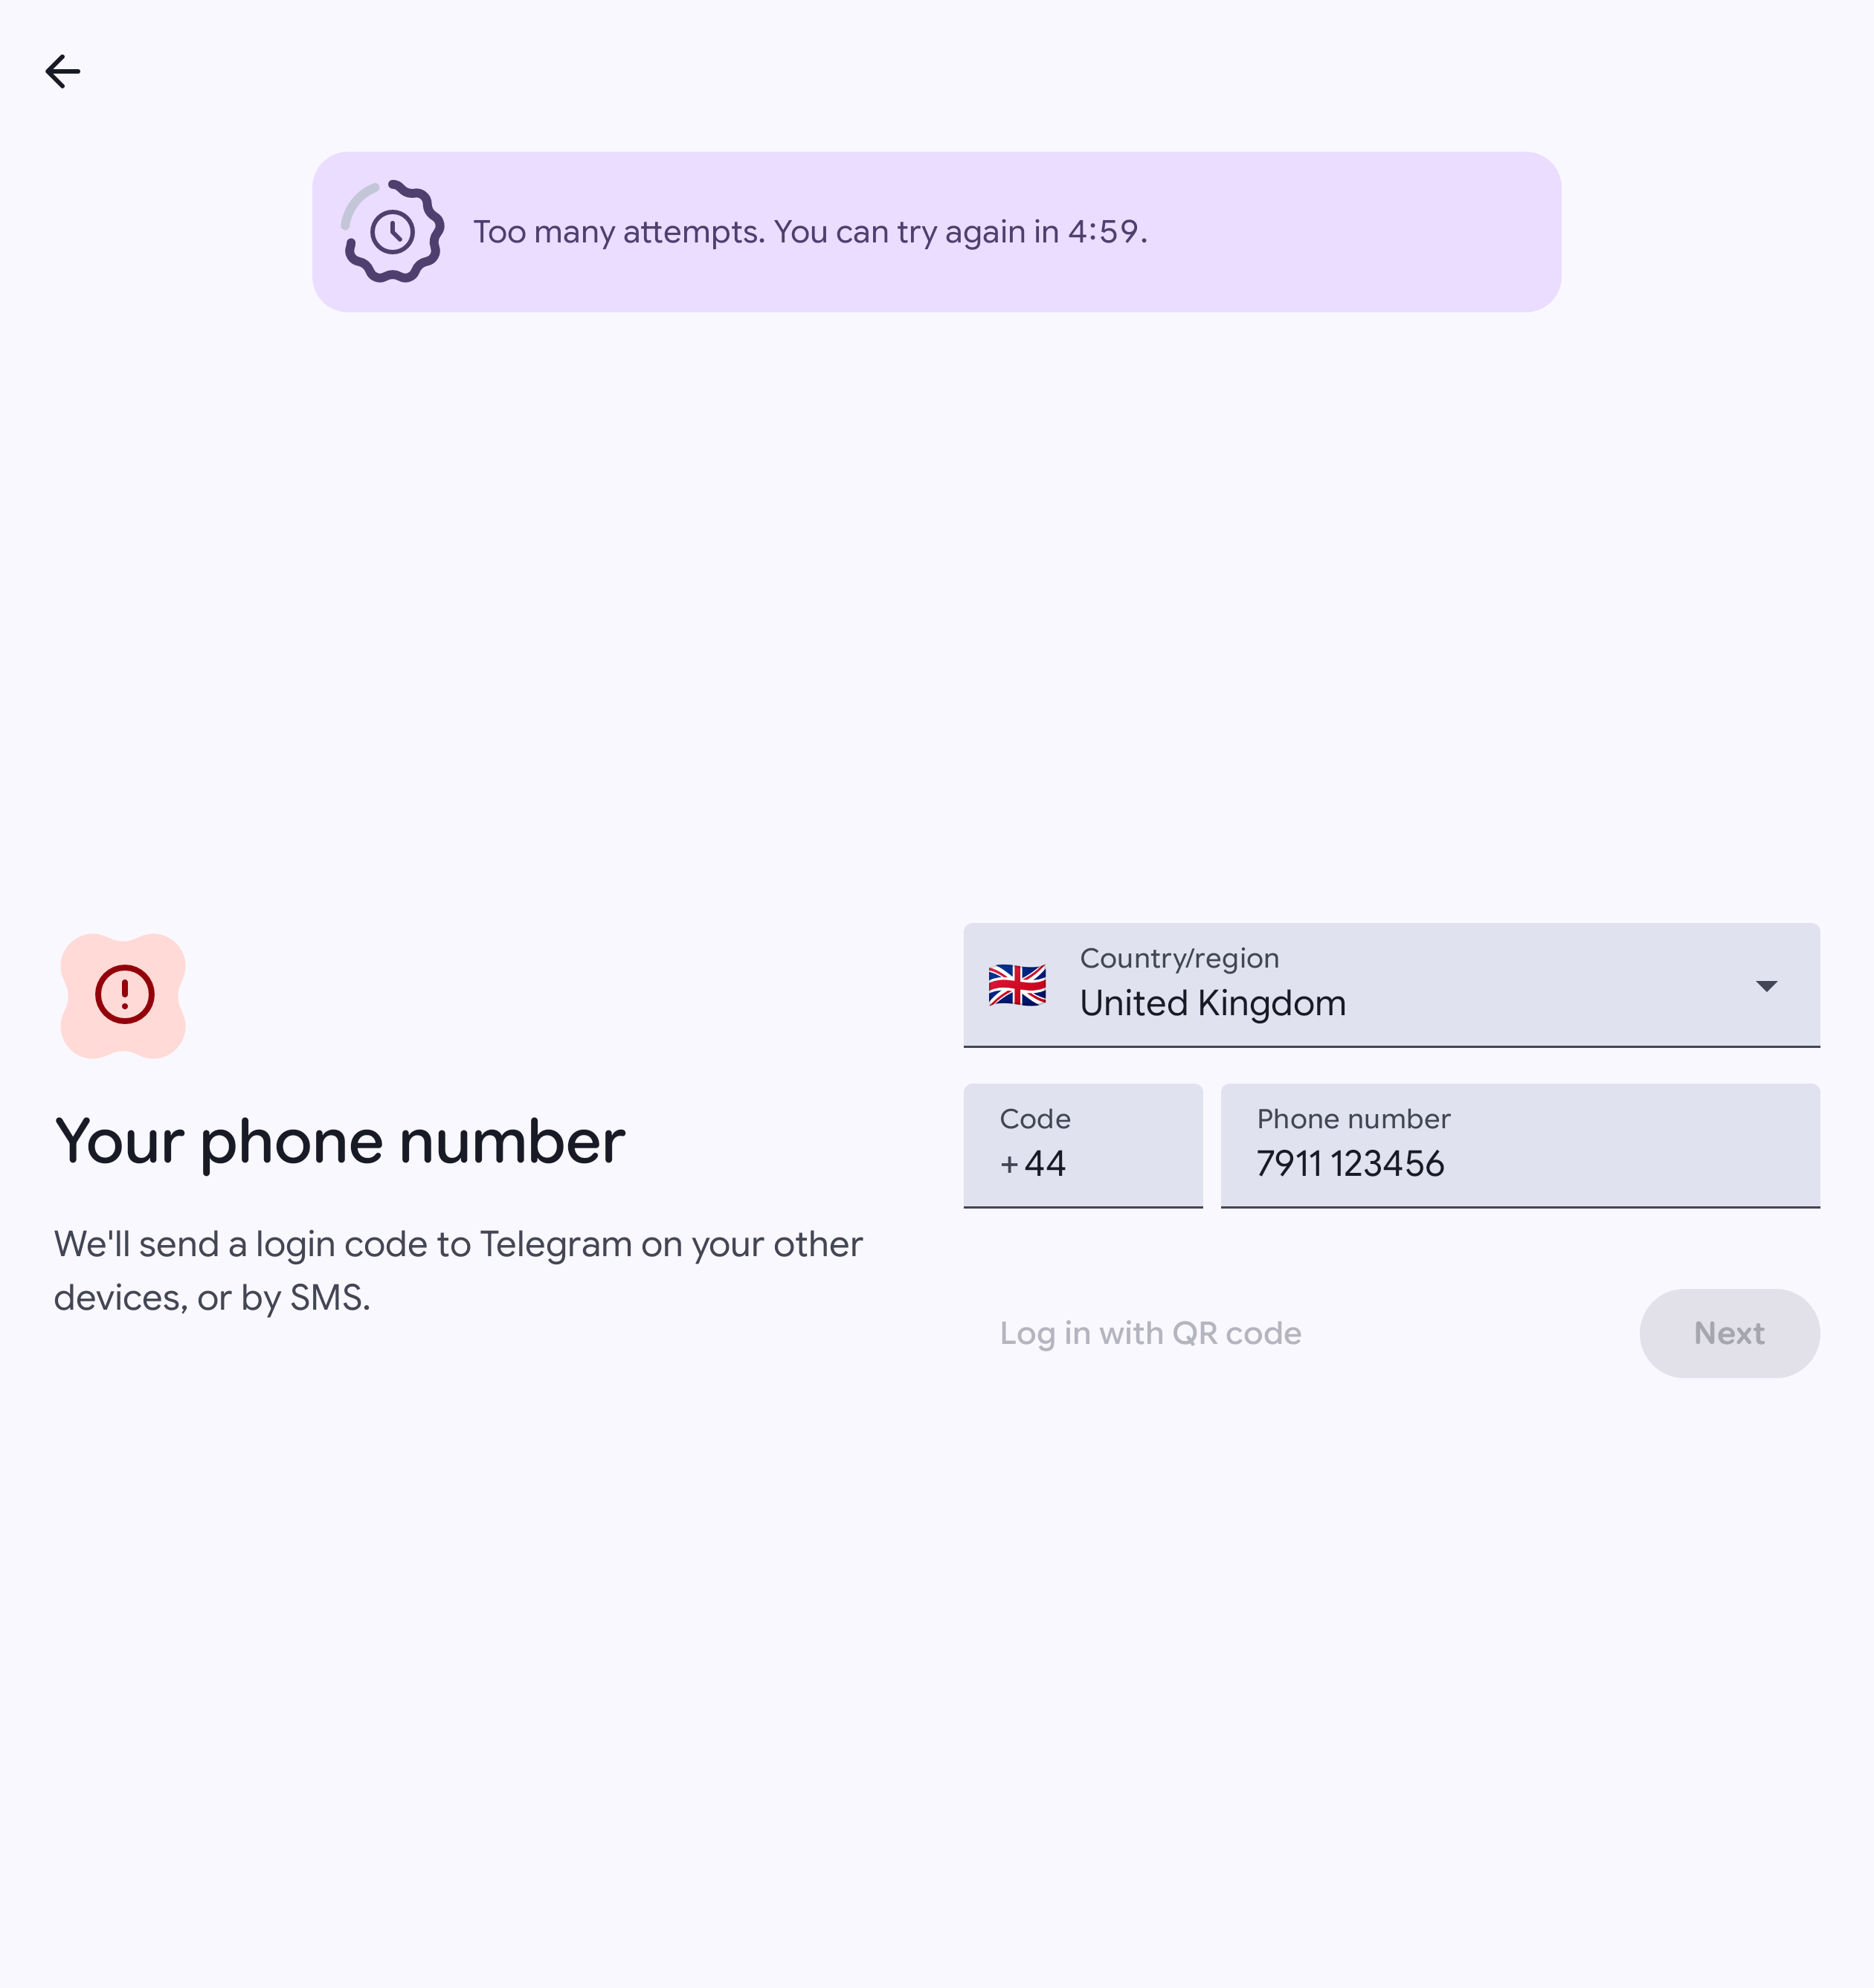 Too many attempts. You can try again in 4:59.
Your phone number
We'll send a login code to Telegram on your other
devices, or by SMS.
Country/region
United Kingdom
Code
+44
Phone number
7911 123456
Log in with QR code
Next